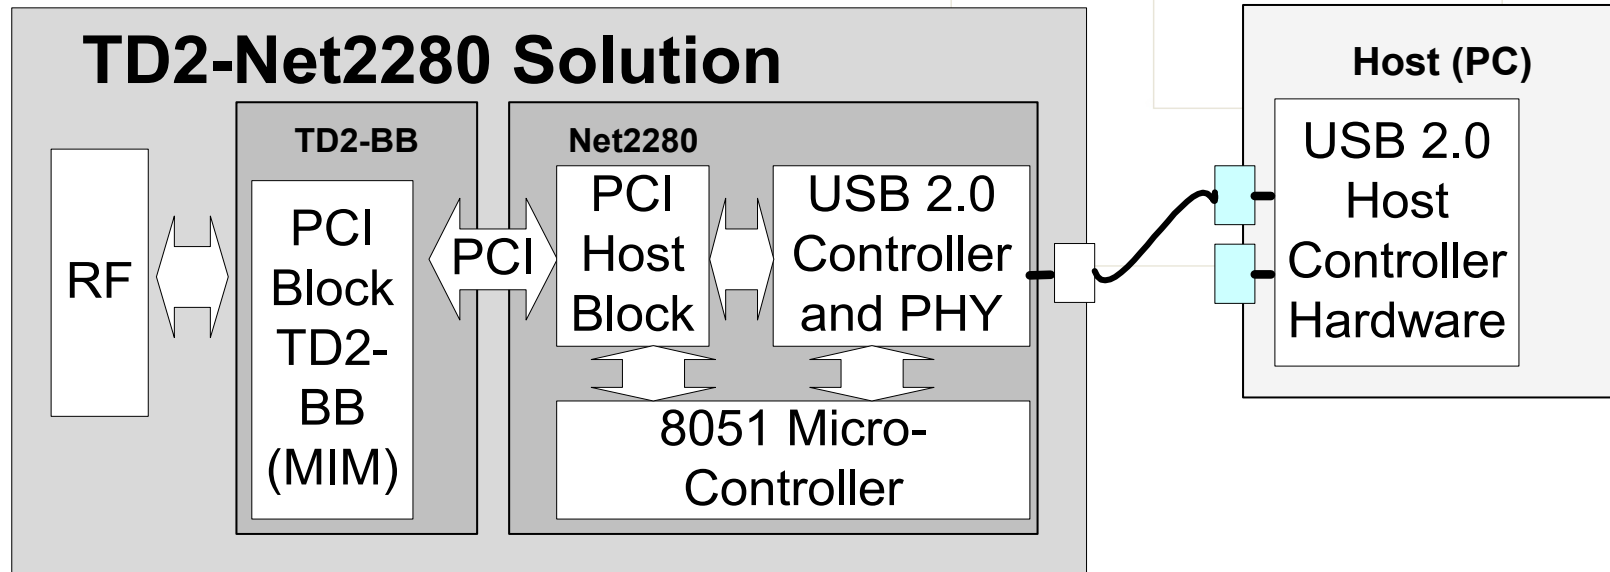 TD2-Net2280 Solution
RF
TD2-BB
PCI
Block
TD2-
BB
(MIM)
PCI
Net2280
PCI
Host
Block
USB 2.0
Controller
and PHY
8051 Micro-
Controller
Host (PC)
USB 2.0
Host
Controller
Hardware